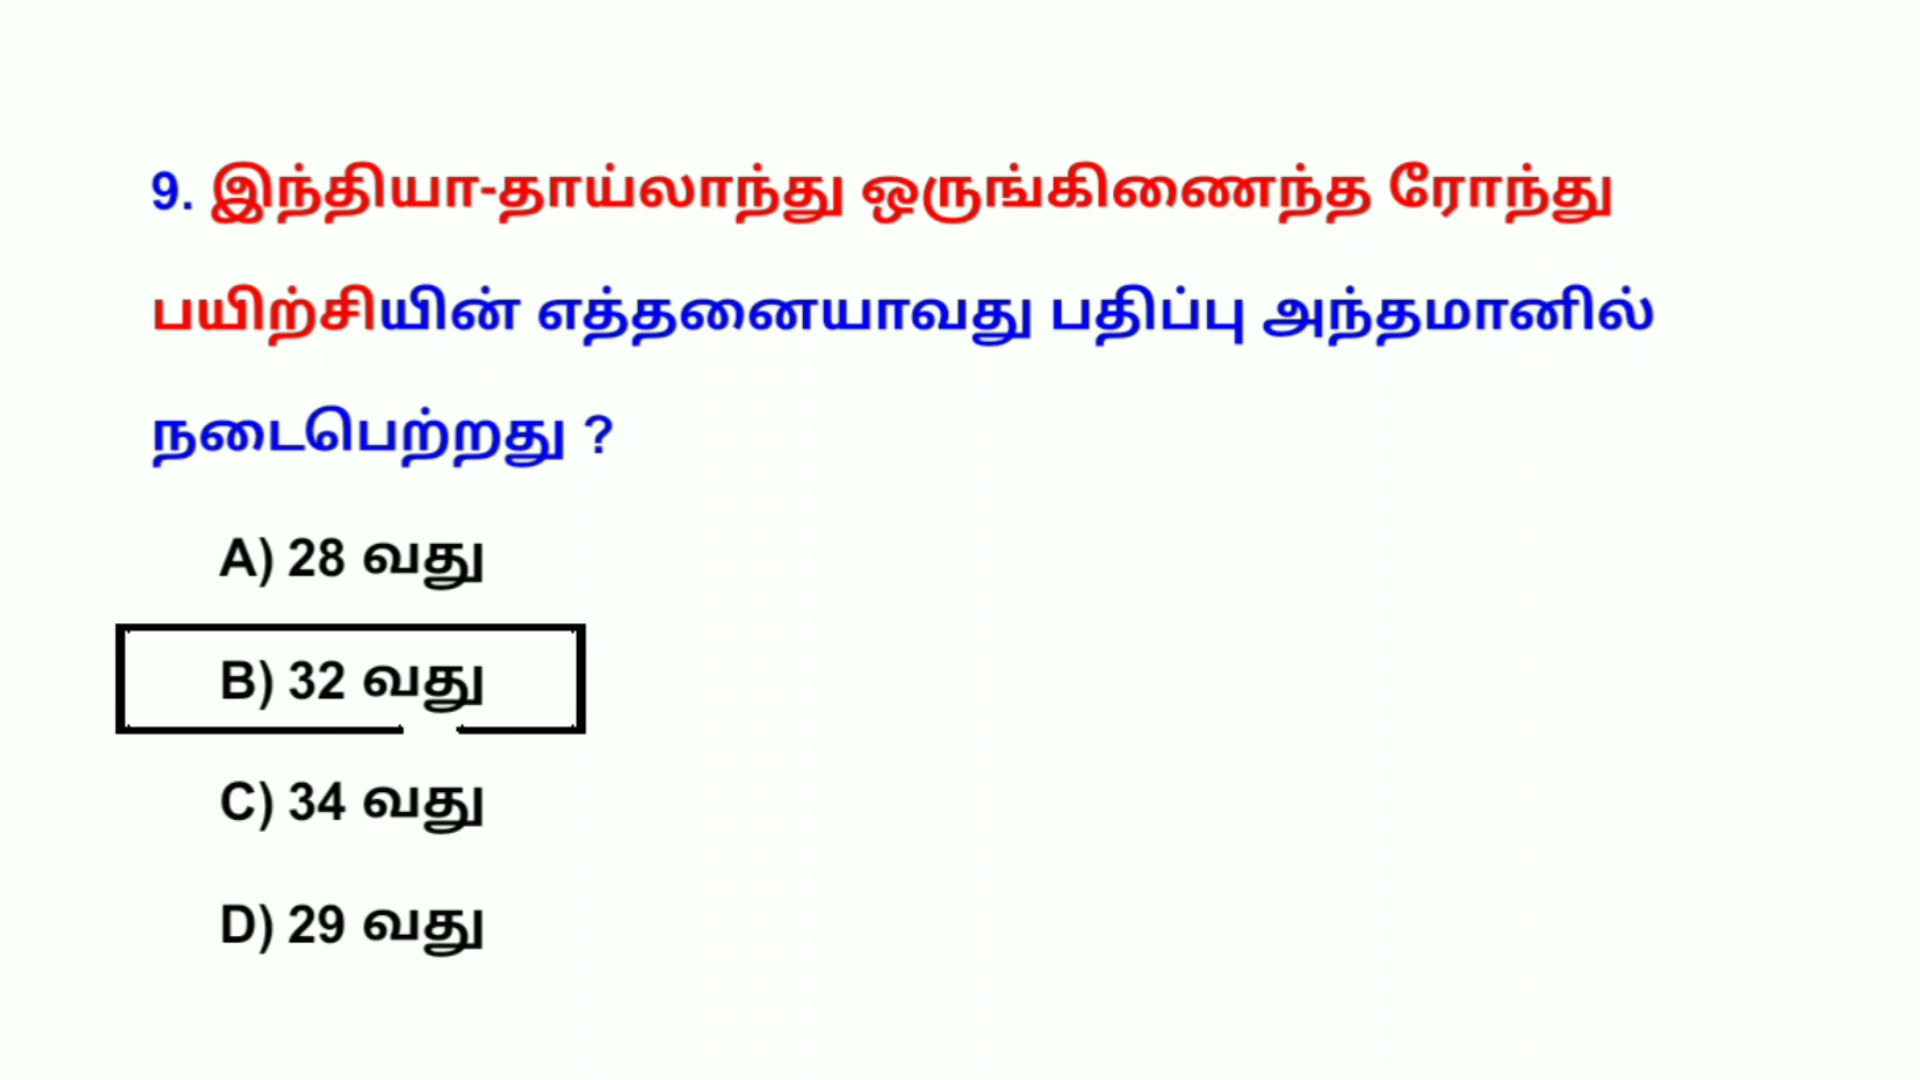 9. இந்தியா-தாய்லாந்து ஒருங்கிணைந்த ரோந்து
பயிற்சியின் எத்தனையாவது பதிப்பு அந்தமானில்
நடைபெற்றது ?
A) 28 வது
B) 32 வது
C) 34 வது
D) 29 வது